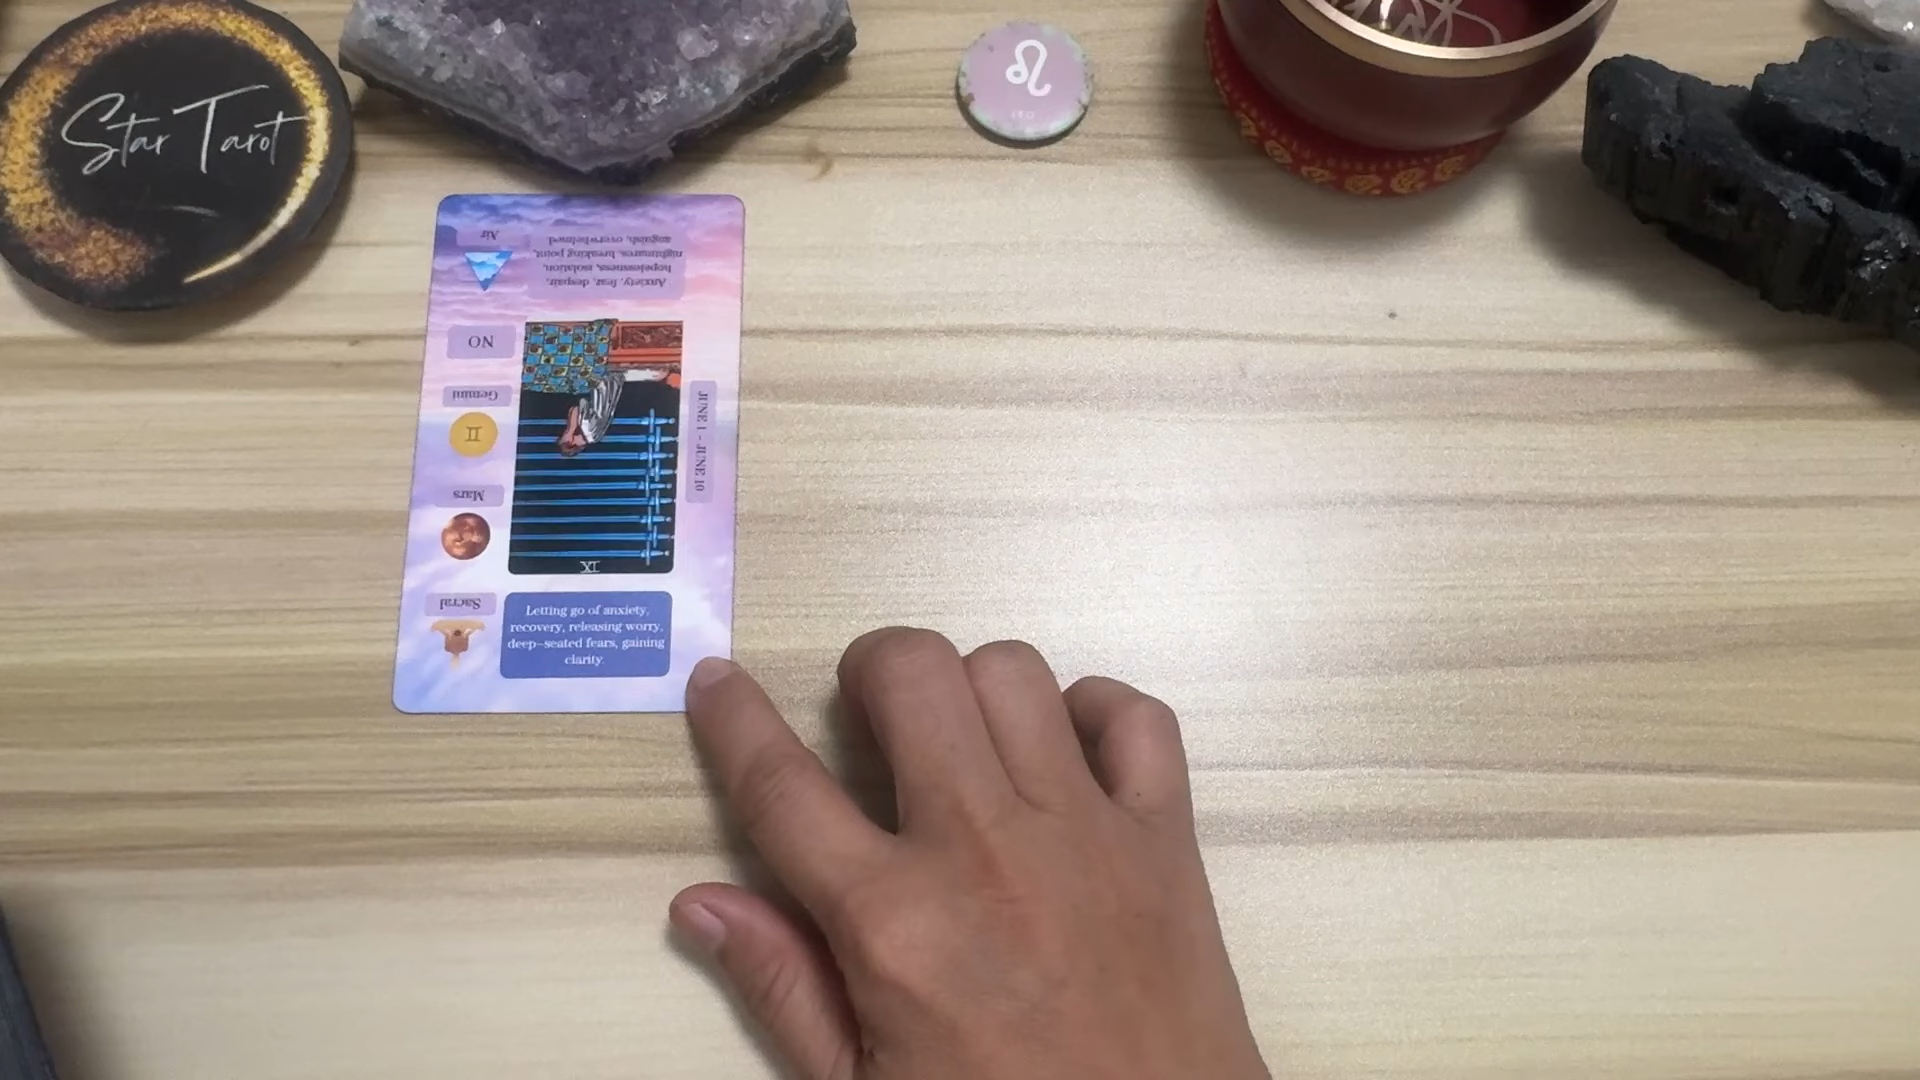 Star Tarot
LEO
Air
Anxiety, fear, despair,
hopelessness, isolation,
nightmares, breaking point,
anguish, overwhelmed.
NO
Gemini
JUNE 1 - JUNE 10
Mars
IX
Sacral
Letting go of anxiety,
recovery, releasing worry,
deep-seated fears, gaining
clarity.